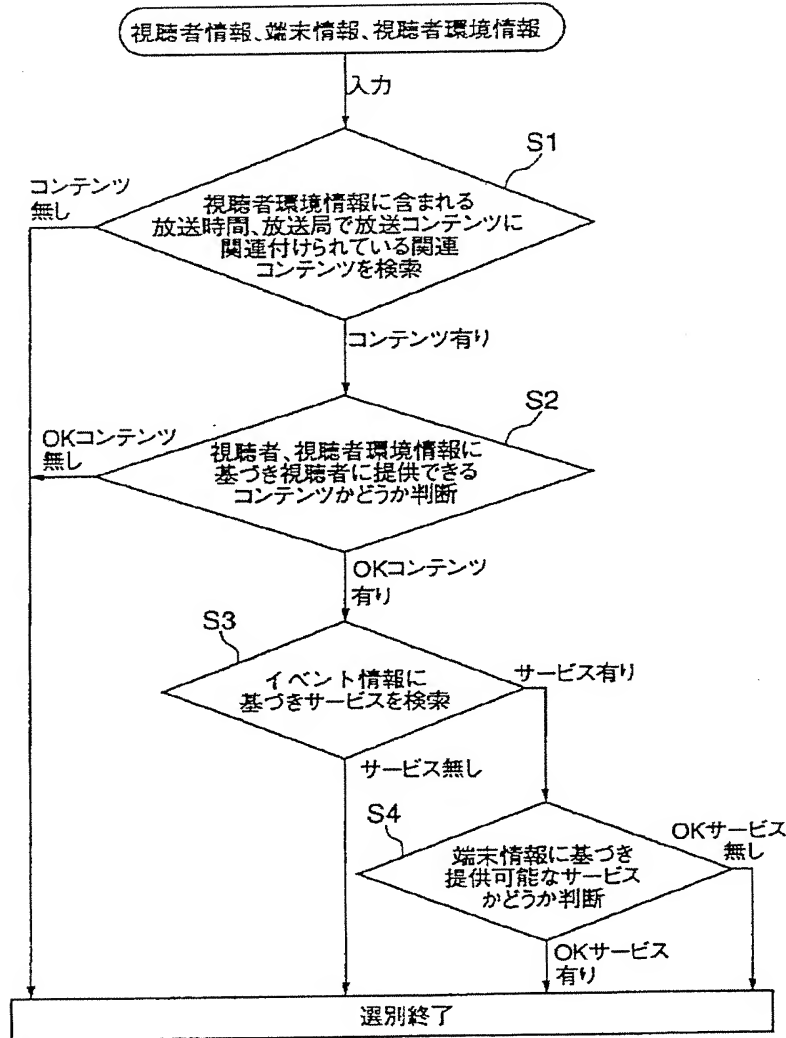 視聴者情報、端末情報、視聴者環境情報
入力
S1
コンテンツ
無し
視聴者環境情報に含まれる
放送時間、放送局で放送コンテンツに
関連付けられている関連
コンテンツを検索
コンテンツ有り
S2
OKコンテンツ
無し
視聴者、視聴者環境情報に
基づき視聴者に提供できる
コンテンツかどうか判断
OKコンテンツ
有り
S3
イベント情報に
基づきサービスを検索
サービス有り
サービス無し
S4
OKサービス
無し
端末情報に基づき
提供可能なサービス
かどうか判断
OKサービス
有り
選別終了